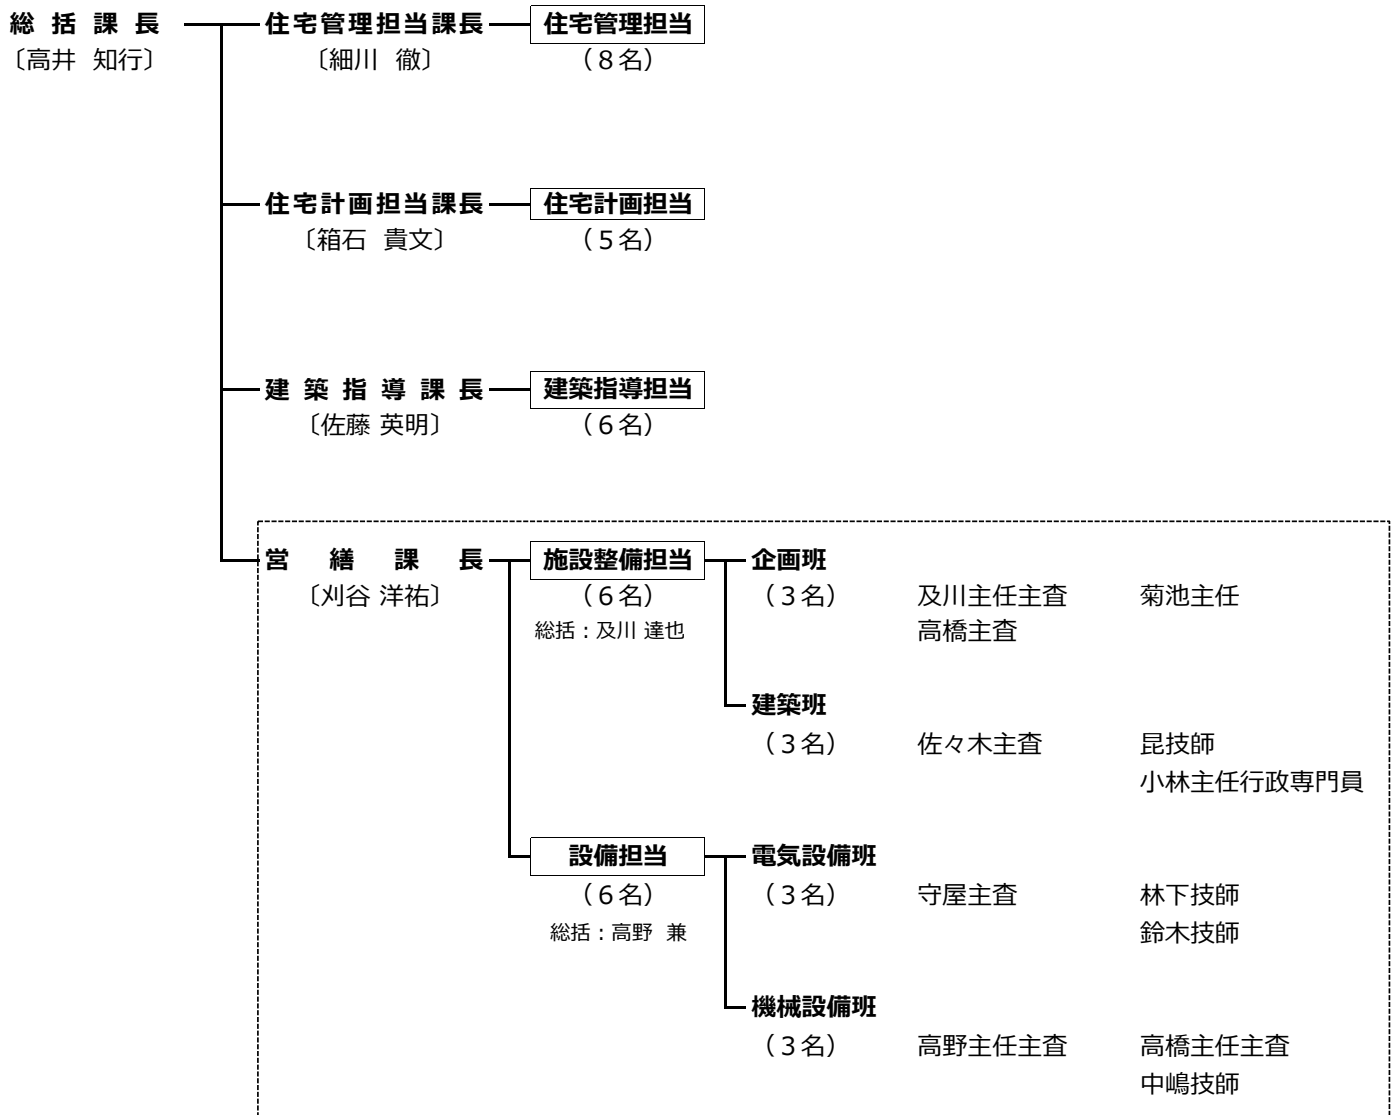 総括課長 住宅管理担当課長 住宅管理担当
〔高井 知行〕 〔細川 徹〕 （8名）
住宅計画担当課長 住宅計画担当
〔箱石 貴文〕 （5名）
建築指導課長 建築指導担当
〔佐藤 英明〕 （6名）
営繕課長 施設整備担当 企画班
〔刈谷 洋祐〕 （6名） （3名） 及川主任主査 菊池主任
総括：及川 達也 高橋主査
建築班
（3名） 佐々木主査 昆技師
小林主任行政専門員
設備担当 電気設備班
（6名） （3名） 守屋主査 林下技師
総括：高野 兼 鈴木技師
機械設備班
（3名） 高野主任主査 高橋主任主査
中嶋技師